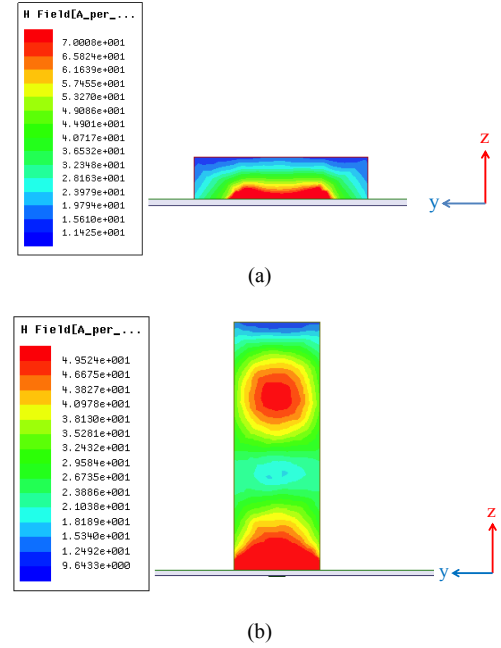 H Field[A_per_...
7.0008e+001
6.5824e+001
6.1639e+001
5.7455e+001
5.3270e+001
4.9086e+001
4.4901e+001
4.0717e+001
3.6532e+001
3.2348e+001
2.8163e+001
2.3979e+001
1.9794e+001
1.5610e+001
1.1425e+001
z
y
(a)
H Field[A_per_...
4.9524e+001
4.6675e+001
4.3827e+001
4.0978e+001
3.8130e+001
3.5281e+001
3.2432e+001
2.9584e+001
2.6735e+001
2.3886e+001
2.1038e+001
1.8189e+001
1.5340e+001
1.2492e+001
9.6433e+000
z
y
(b)